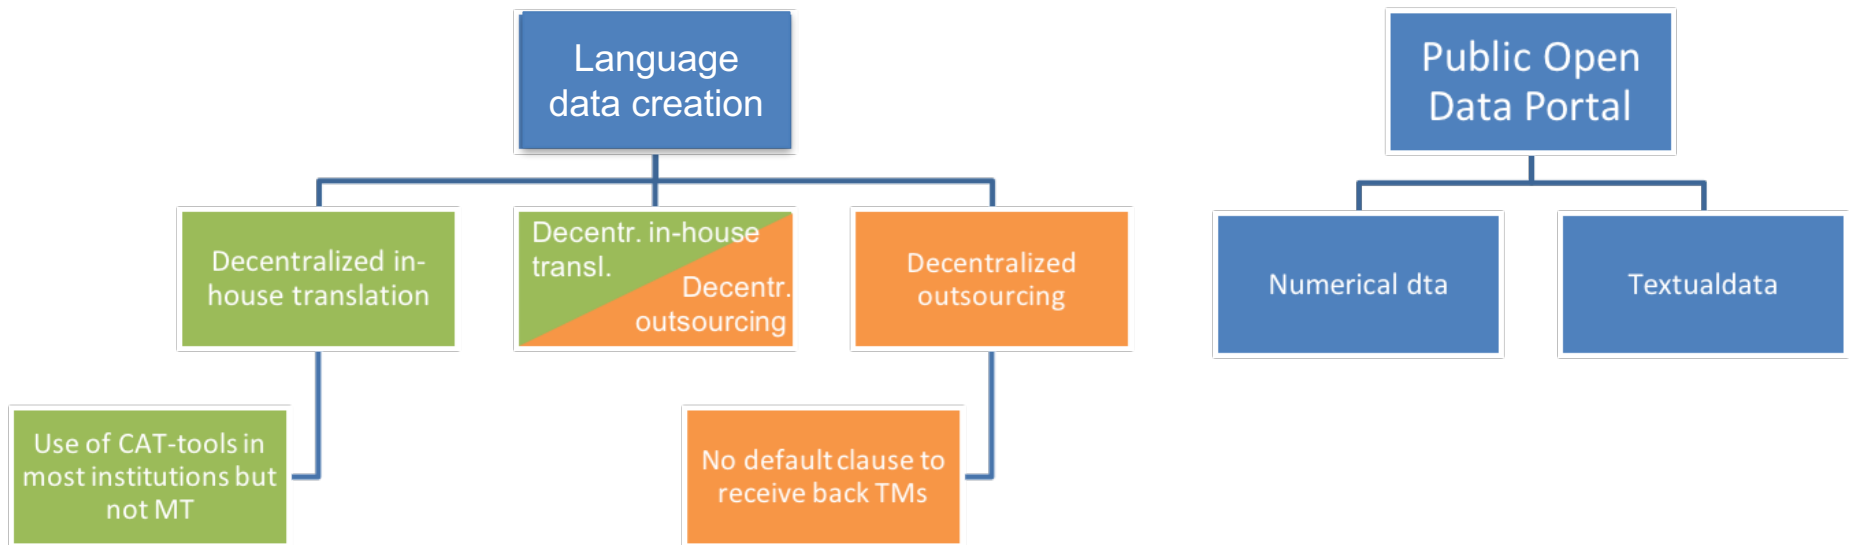 Language
data creation
Public Open
Data Portal
Decentralized in-
house translation
Decentr. in-house
transl.
Decentr.
outsourcing
Decentralized
outsourcing
Numerical dta
Textualdata
Use of CAT-tools in
most institutions but
not MT
No default clause to
receive back TMs